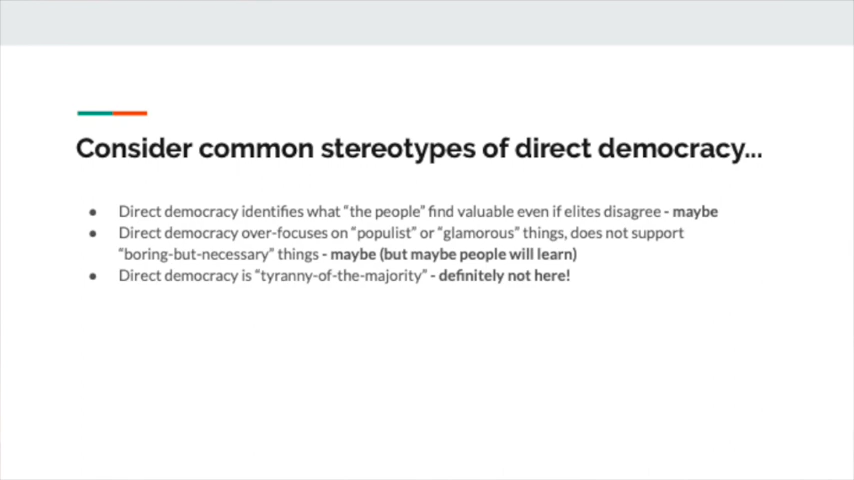 Consider common stereotypes of direct democracy...
● Direct democracy identifies what “the people” find valuable even if elites disagree - maybe
● Direct democracy over-focuses on “populist” or “glamorous” things, does not support
“boring-but-necessary” things - maybe (but maybe people will learn)
● Direct democracy is “tyranny-of-the-majority” - definitely not here!